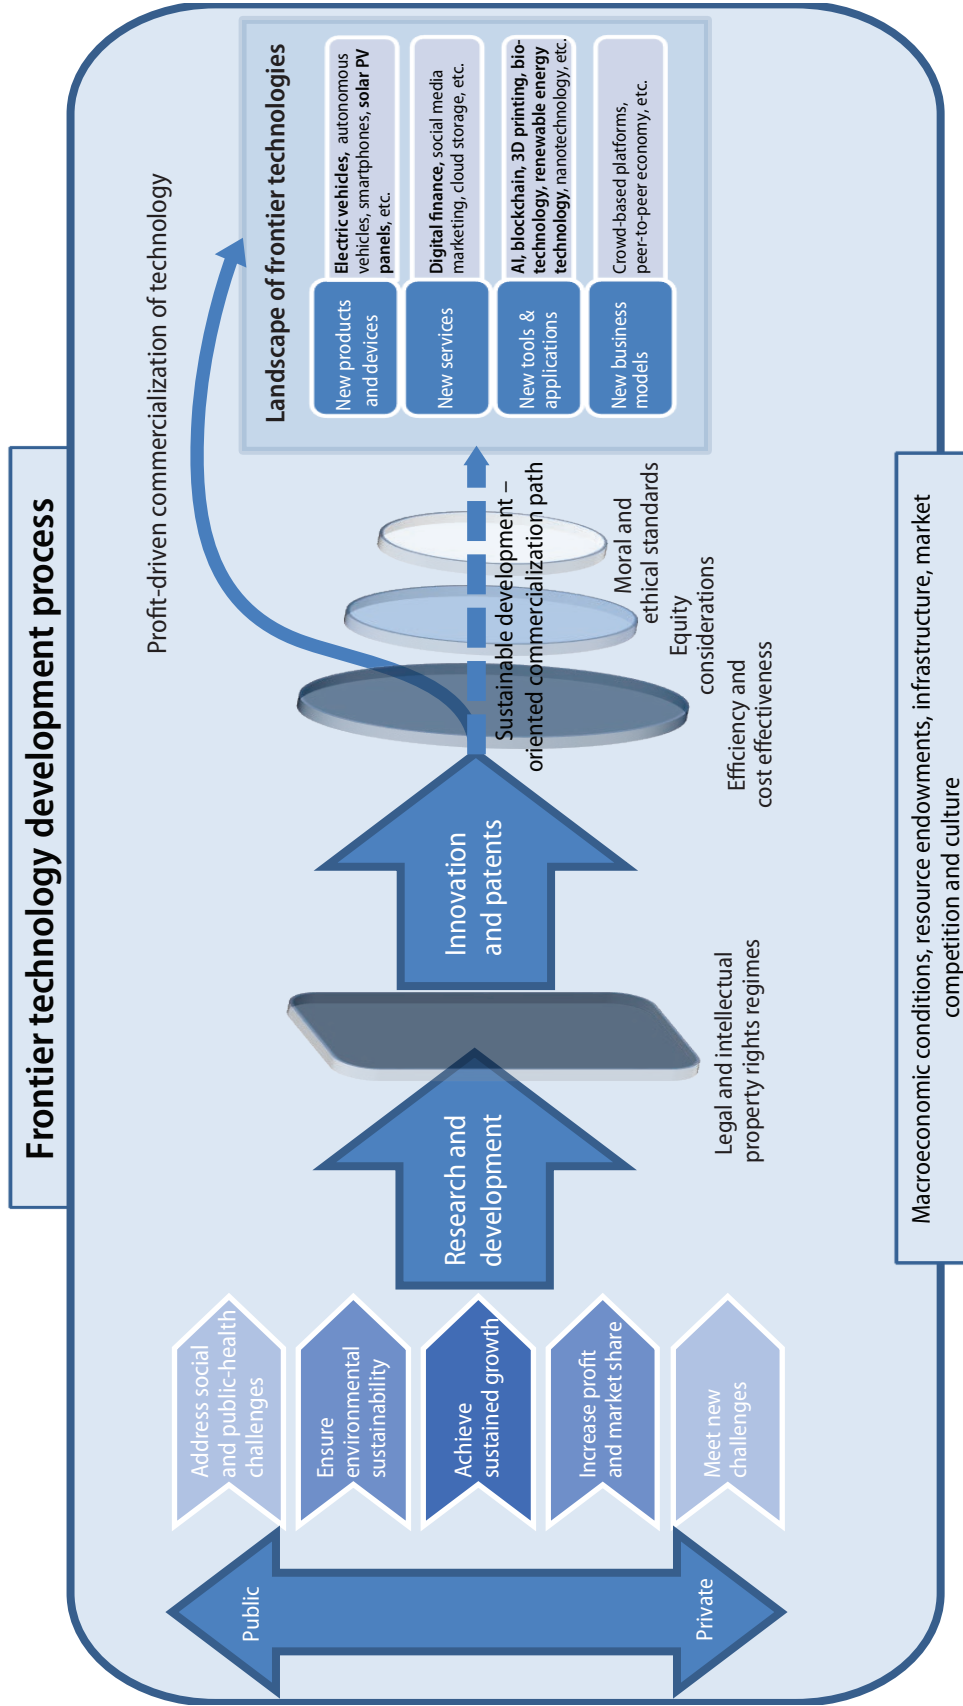 Frontier technology development process
Public
Private
Address social
and public-health
challenges
Ensure
environmental
sustainability
Achieve
sustained growth
Increase profit
and market share
Meet new
challenges
Research and
development
Legal and intellectual
property rights regimes
Innovation
and patents
Profit-driven commercialization of technology
Sustainable development –
oriented commercialization path
Efficiency and
cost effectiveness
Equity
considerations
Moral and
ethical standards
Landscape of frontier technologies
New products
and devices
Electric vehicles, autonomous
vehicles, smartphones, solar PV
panels, etc.
New services
Digital finance, social media
marketing, cloud storage, etc.
New tools &
applications
AI, blockchain, 3D printing, bio-
technology, renewable energy
technology, nanotechnology, etc.
New business
models
Crowd-based platforms,
peer-to-peer economy, etc.
Macroeconomic conditions, resource endowments, infrastructure, market
competition and culture